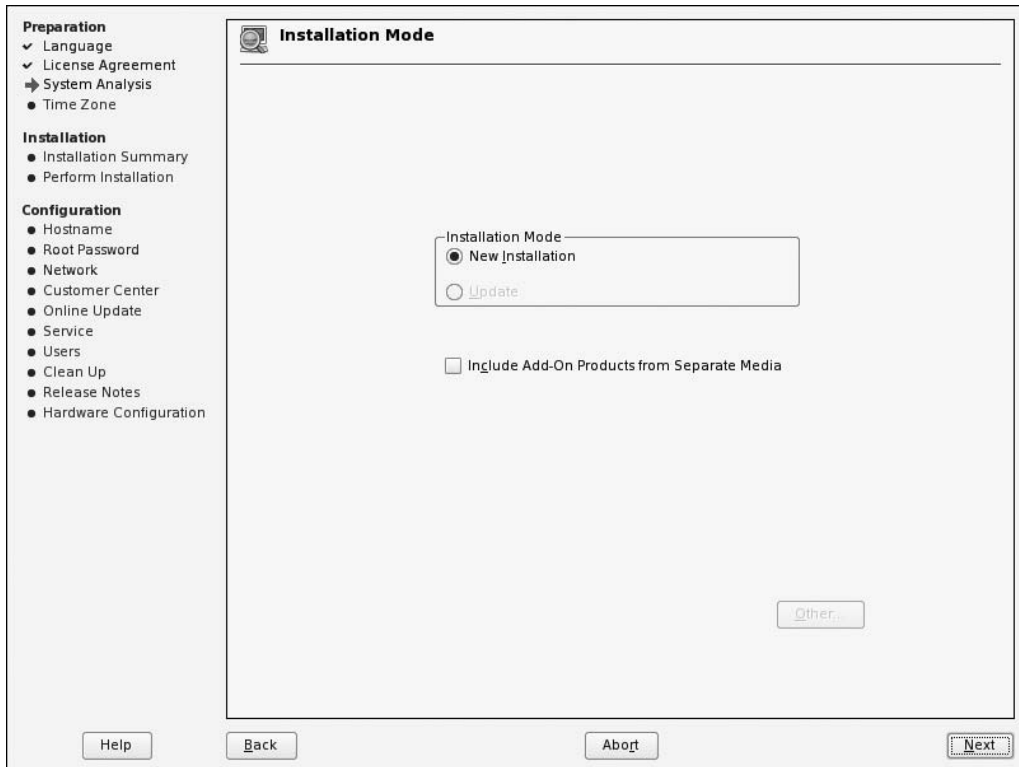 Preparation
Language
License Agreement
System Analysis
Time Zone
Installation
Installation Summary
Perform Installation
Configuration
Hostname
Root Password
Network
Customer Center
Online Update
Service
Users
Clean Up
Release Notes
Hardware Configuration
Installation Mode
Installation Mode
New Installation
Update
Include Add-On Products from Separate Media
Other...
Help
Back
Abort
Next